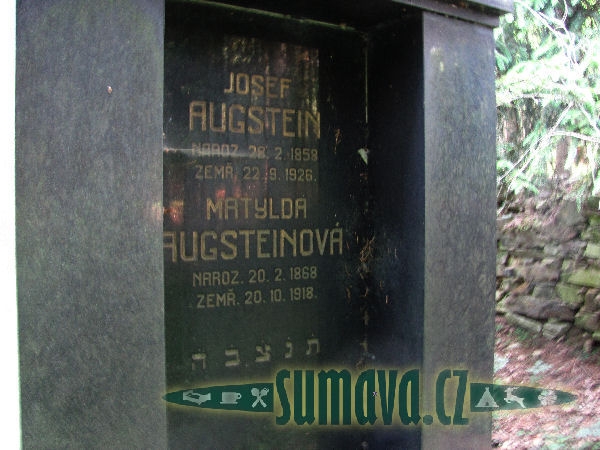 JOSEF
AUGSTEIN
NAROZ. 28. 2. 1858
ZEMŘ. 22. 9. 1926.
MATYLDA
AUGSTEINOVÁ
NAROZ. 20. 2. 1868
ZEMŘ. 20. 10. 1918.
ת נ צ ב ה
sumava.cz